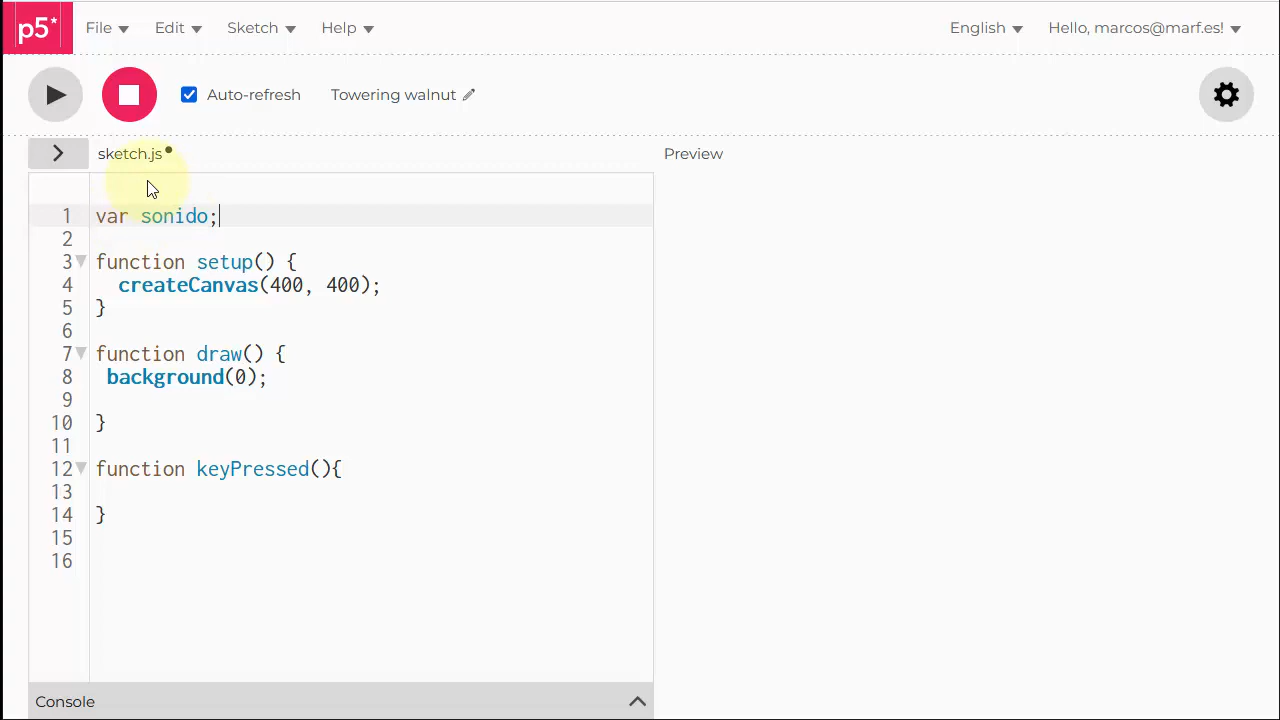 p5* File Edit Sketch Help English Hello, marcos@marf.es!
Auto-refresh Towering walnut
sketch.js Preview
1 var sonido;
2
3 function setup() {
4 createCanvas(400, 400);
5 }
6
7 function draw() {
8 background(0);
9
10 }
11
12 function keyPressed(){
13
14 }
15
16
Console